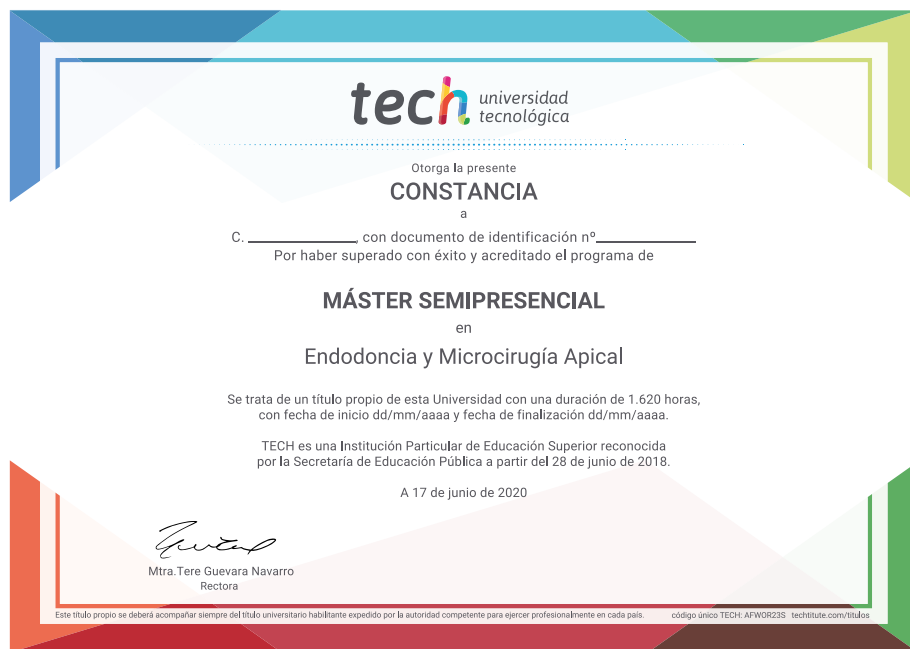 tech universidad
tecnológica
Otorga la presente
CONSTANCIA
a
C. ____________, con documento de identificación nº____________
Por haber superado con éxito y acreditado el programa de
MÁSTER SEMIPRESENCIAL
en
Endodoncia y Microcirugía Apical
Se trata de un título propio de esta Universidad con una duración de 1.620 horas,
con fecha de inicio dd/mm/aaaa y fecha de finalización dd/mm/aaaa.
TECH es una Institución Particular de Educación Superior reconocida
por la Secretaría de Educación Pública a partir del 28 de junio de 2018.
A 17 de junio de 2020
Mtra.Tere Guevara Navarro
Rectora
Este título propio se deberá acompañar siempre del título universitario habilitante expedido por la autoridad competente para ejercer profesionalmente en cada país. código único TECH: AFWOR23S techtitute.com/titulos